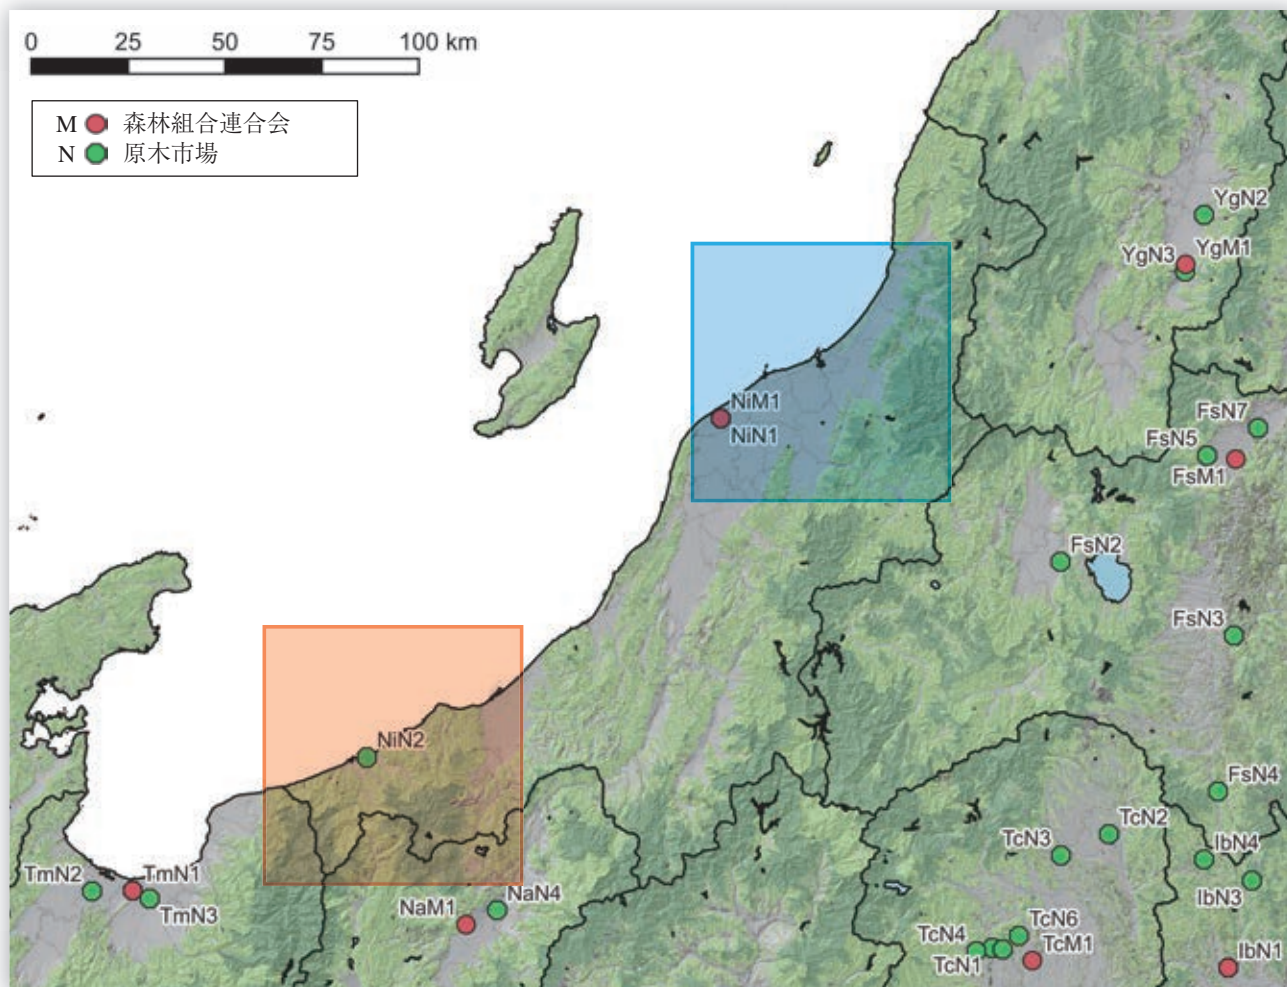 0 25 50 75 100 km
M 森林組合連合会
N 原木市場
YgN2
YgM1
YgN3
NiM1
NiN1
FsN7
FsN5
FsM1
FsN2
FsN3
NiN2
FsN4
TcN2
TcN3
IbN4
IbN3
TmN2
TmN1
TmN3
NaM1
NaN4
TcN6
TcN4
TcM1
TcN1
IbN1